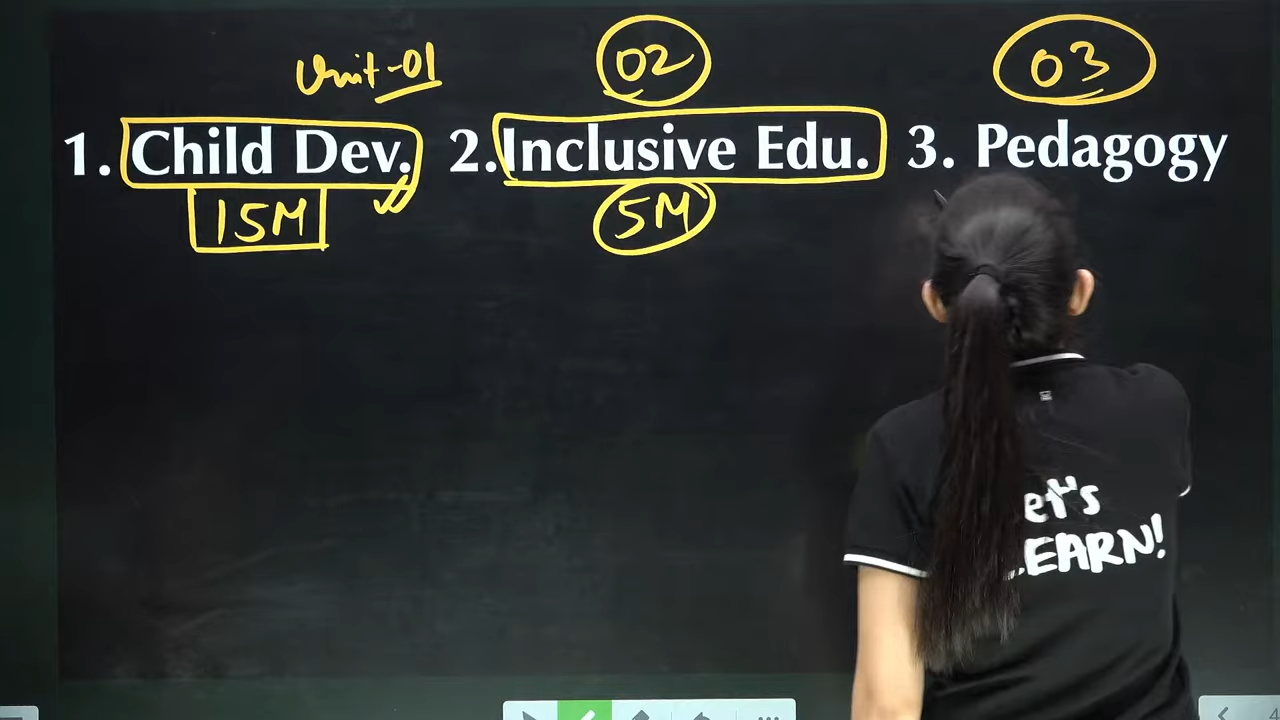 Unit-01 02 03
1. Child Dev. 2. Inclusive Edu. 3. Pedagogy
15M 5M
et's
EARN!